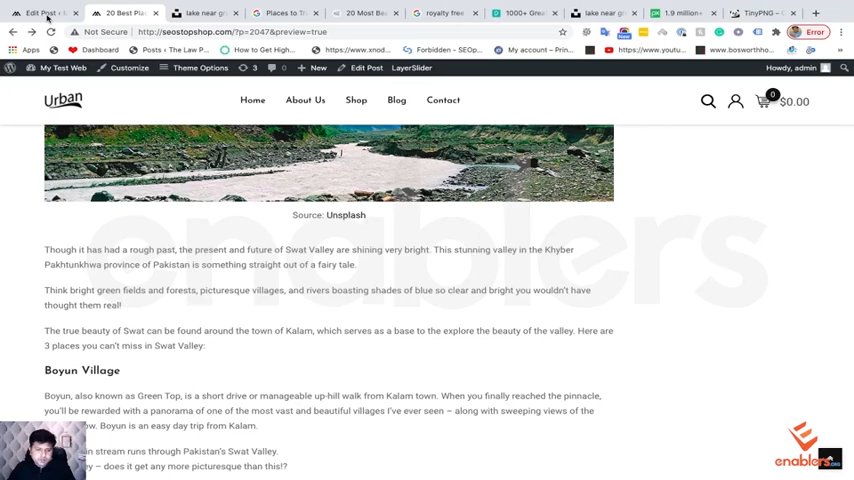 Edit Post ‹ M
20 Best Pla
lake near gr
Places to Tr
20 Most Be
royalty free
1000+ Grea
lake near gr
1.9 million+
TinyPNG – C
Not Secure
http://seostopshop.com/?p=2047&preview=true
Error
Apps
SEO
Dashboard
Posts ‹ The Law P...
How to Get High...
https://www.xnod...
Forbidden - SEOp...
My account – Prin...
https://www.youtu...
www.bosworthho...
My Test Web
Customize
Theme Options
3
0
New
Edit Post
LayerSlider
Howdy, admin
Urban
Home
About Us
Shop
Blog
Contact
0
$0.00
Source: Unsplash
enablers
Though it has had a rough past, the present and future of Swat Valley are shining very bright. This stunning valley in the Khyber
Pakhtunkhwa province of Pakistan is something straight out of a fairy tale.
Think bright green fields and forests, picturesque villages, and rivers boasting shades of blue so clear and bright you wouldn't have
thought them real!
The true beauty of Swat can be found around the town of Kalam, which serves as a base to the explore the beauty of the valley. Here are
3 places you can't miss in Swat Valley:
Boyun Village
Boyun, also known as Green Top, is a short drive or manageable up-hill walk from Kalam town. When you finally reached the pinnacle,
you'll be rewarded with a panorama of one of the most vast and beautiful villages I've ever seen – along with sweeping views of the
ow. Boyun is an easy day trip from Kalam.
in stream runs through Pakistan's Swat Valley.
ey – does it get any more picturesque than this!?
enablers
.ORG